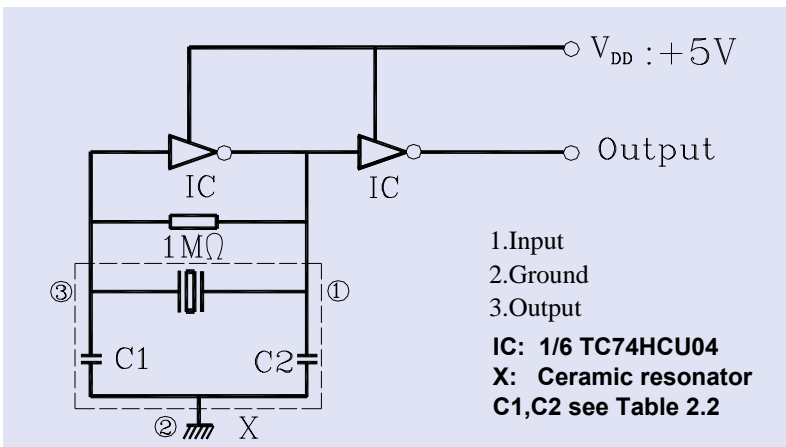 V_DD :+5V
Output
IC
IC
1MΩ
1.Input
2.Ground
3.Output
③
①
C1
C2
IC: 1/6 TC74HCU04
X: Ceramic resonator
C1,C2 see Table 2.2
②
X